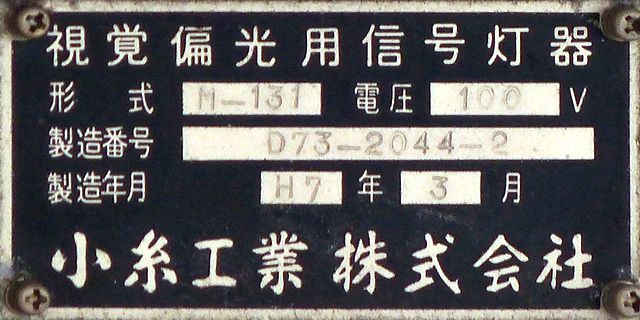 視覚偏光用信号灯器
形式 M-131 電圧 100 V
製造番号 D73-2044-2
製造年月 H7 年 3 月
小糸工業株式会社